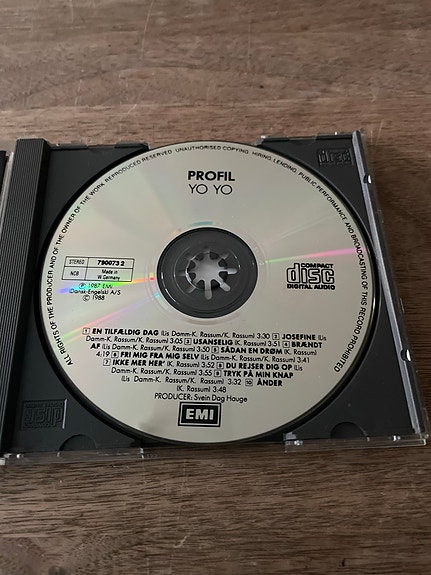 ALL RIGHTS OF THE PRODUCER AND OF THE OWNER OF THE WORK REPRODUCED RESERVED. UNAUTHORISED COPYING, HIRING, LENDING, PUBLIC PERFORMANCE AND BROADCASTING OF THIS RECORD PROHIBITED
PROFIL
YO YO
STEREO 790073 2
NCB Made in W.Germany
℗ 1987 EMI
(Dansk-Engelsk) A/S
© 1988
COMPACT
disc
DIGITAL AUDIO
1 EN TILFÆLDIG DAG (Lis Damm-K. Rassum/K. Rassum) 3:30 2 JOSEFINE (Lis
Damm-K. Rassum/K. Rassum) 3:05 3 USANSELIG (K. Rassum) 3:51 4 BRÆNDT
AF (Lis Damm-K. Rassum) 3:50 5 SÅDAN EN DRØM (K. Rassum)
4:19 6 FRI MIG FRA MIG SELV (Lis Damm-K. Rassum/K. Rassum) 3:41
7 IKKE MER' HER' (K. Rassum) 3:52 8 DU REJSER DIG OP (Lis
Damm-K. Rassum/K. Rassum) 3:55 9 TRYK PÅ MIN KNAP
(Lis Damm-K. Rassum/K. Rassum) 3:32 10 ÅNDER
(K. Rassum) 3:48
PRODUCER: Svein Dag Hauge
EMI